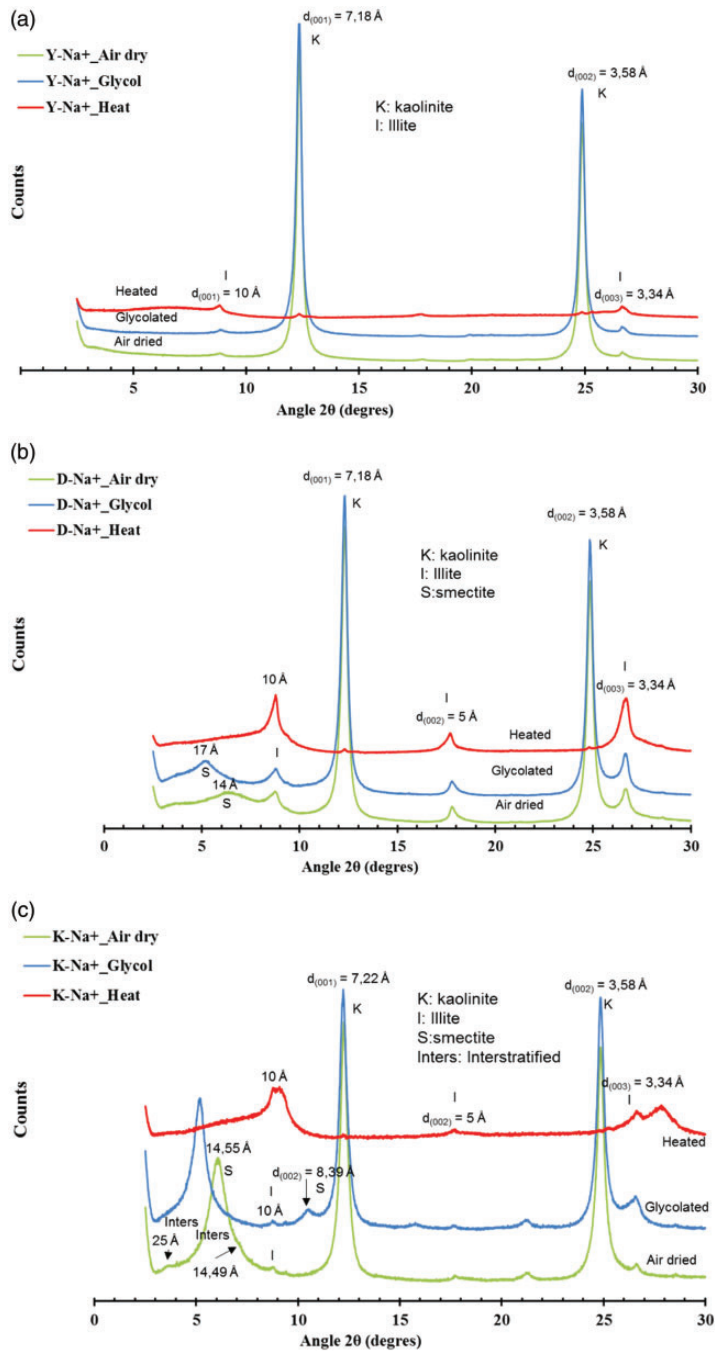 (a)
Y-Na+_Air dry
Y-Na+_Glycol
Y-Na+_Heat
d(001) = 7,18 Å
K
d(002) = 3,58 Å
K
K: kaolinite
I: Illite
Counts
Heated
I
d(001) = 10 Å
Glycolated
Air dried
I
d(003) = 3,34 Å
5 10 15 20 25 30
Angle 2θ (degres)
(b)
D-Na+_Air dry
D-Na+_Glycol
D-Na+_Heat
d(001) = 7,18 Å
K
d(002) = 3,58 Å
K
K: kaolinite
I: Illite
S:smectite
Counts
10 Å
I
d(002) = 5 Å
I
d(003) = 3,34 Å
Heated
17 Å
S
I
Glycolated
14 Å
S
Air dried
0 5 10 15 20 25 30
Angle 2θ (degres)
(c)
K-Na+_Air dry
K-Na+_Glycol
K-Na+_Heat
d(001) = 7,22 Å
K
d(002) = 3,58 Å
K
K: kaolinite
I: Illite
S:smectite
Inters: Interstratified
Counts
10 Å
I
d(002) = 5 Å
d(003) = 3,34 Å
I
Heated
14,55 Å
S
d(002) = 8,39 Å
S
I
10 Å
Glycolated
Inters
25 Å
Inters
14,49 Å
I
Air dried
0 5 10 15 20 25 30
Angle 2θ (degres)